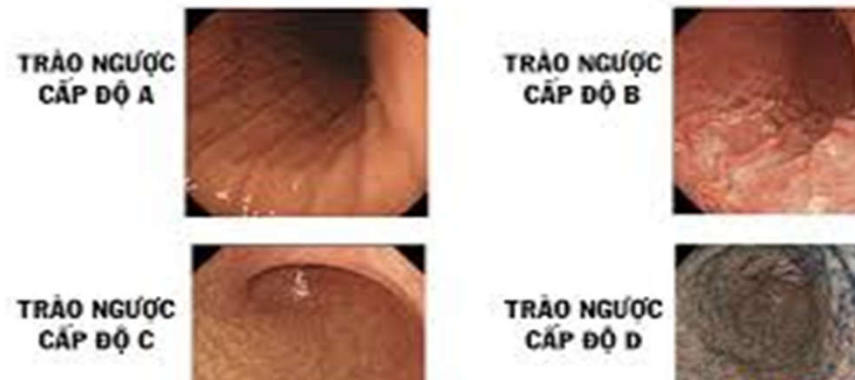 TRÀO NGƯỢC
CẤP ĐỘ A
TRÀO NGƯỢC
CẤP ĐỘ B
TRÀO NGƯỢC
CẤP ĐỘ C
TRÀO NGƯỢC
CẤP ĐỘ D